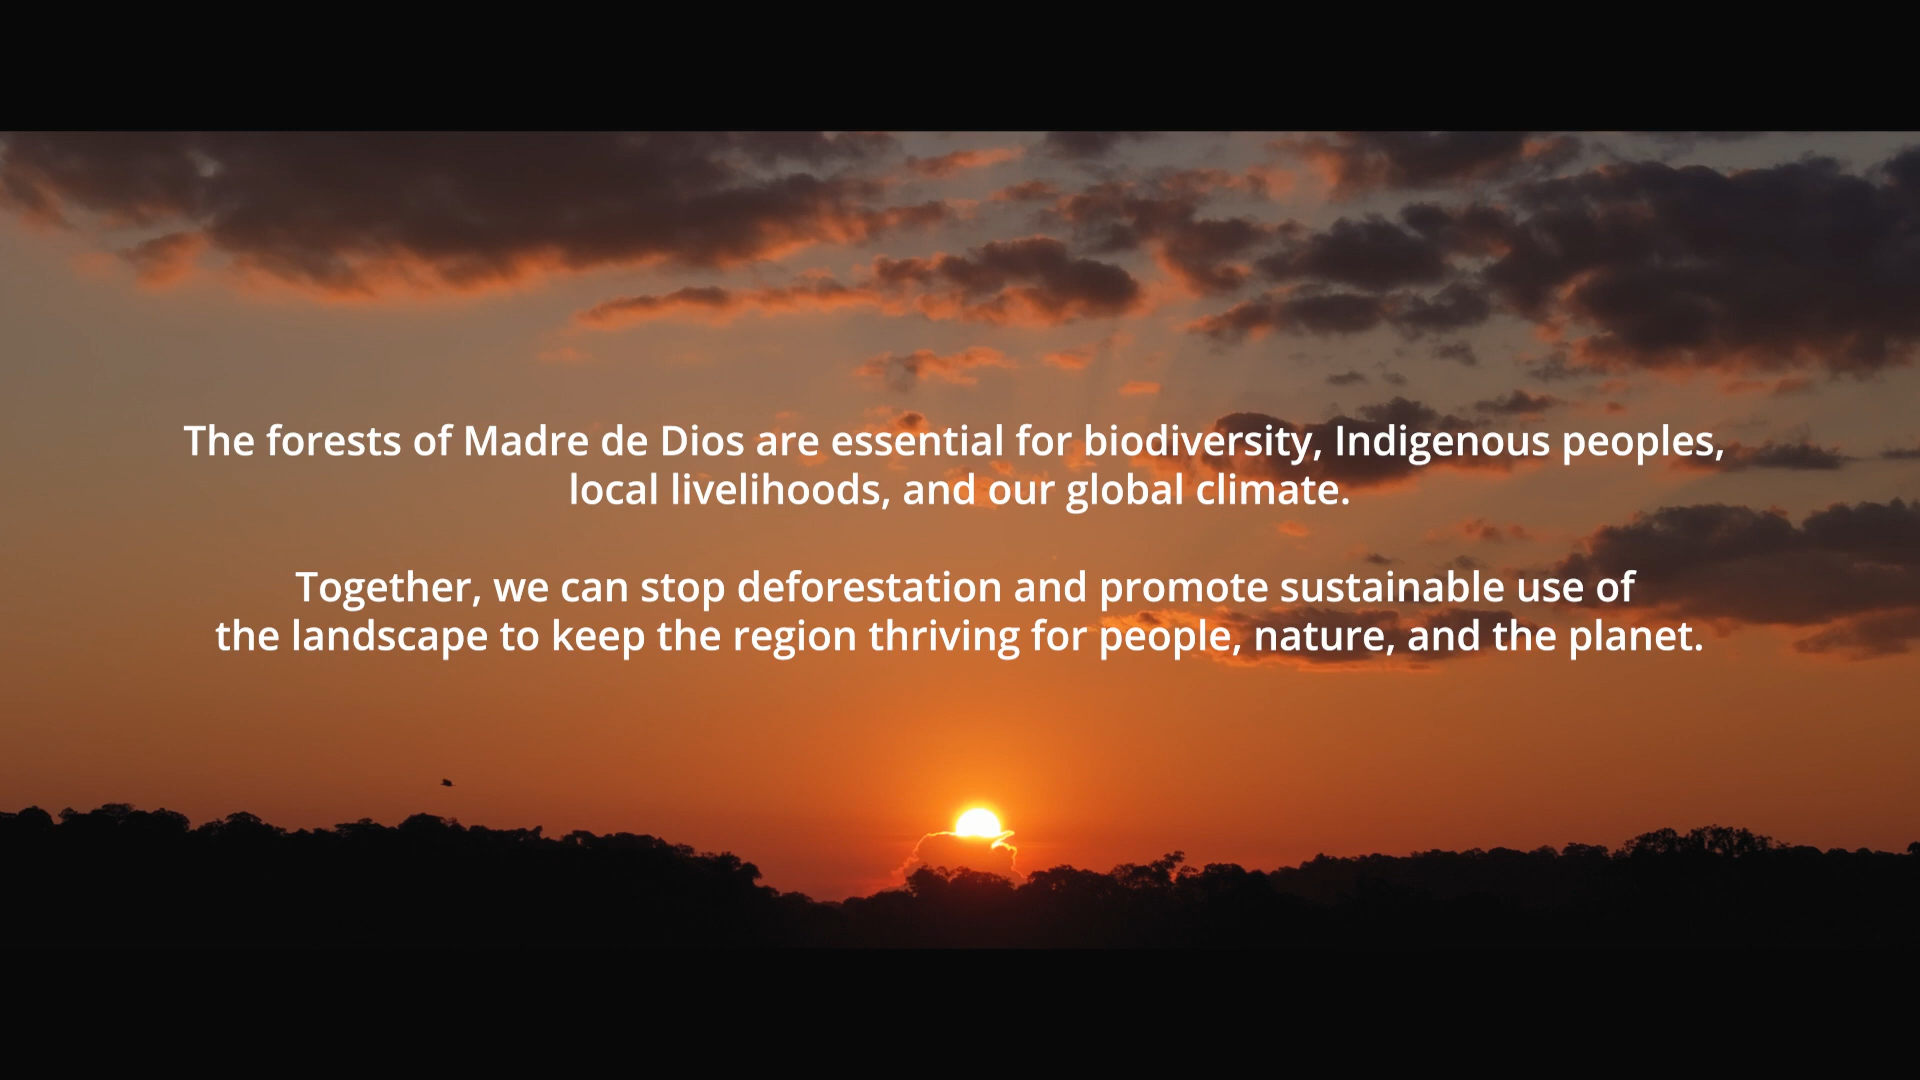 The forests of Madre de Dios are essential for biodiversity, Indigenous peoples,
local livelihoods, and our global climate.
Together, we can stop deforestation and promote sustainable use of
the landscape to keep the region thriving for people, nature, and the planet.